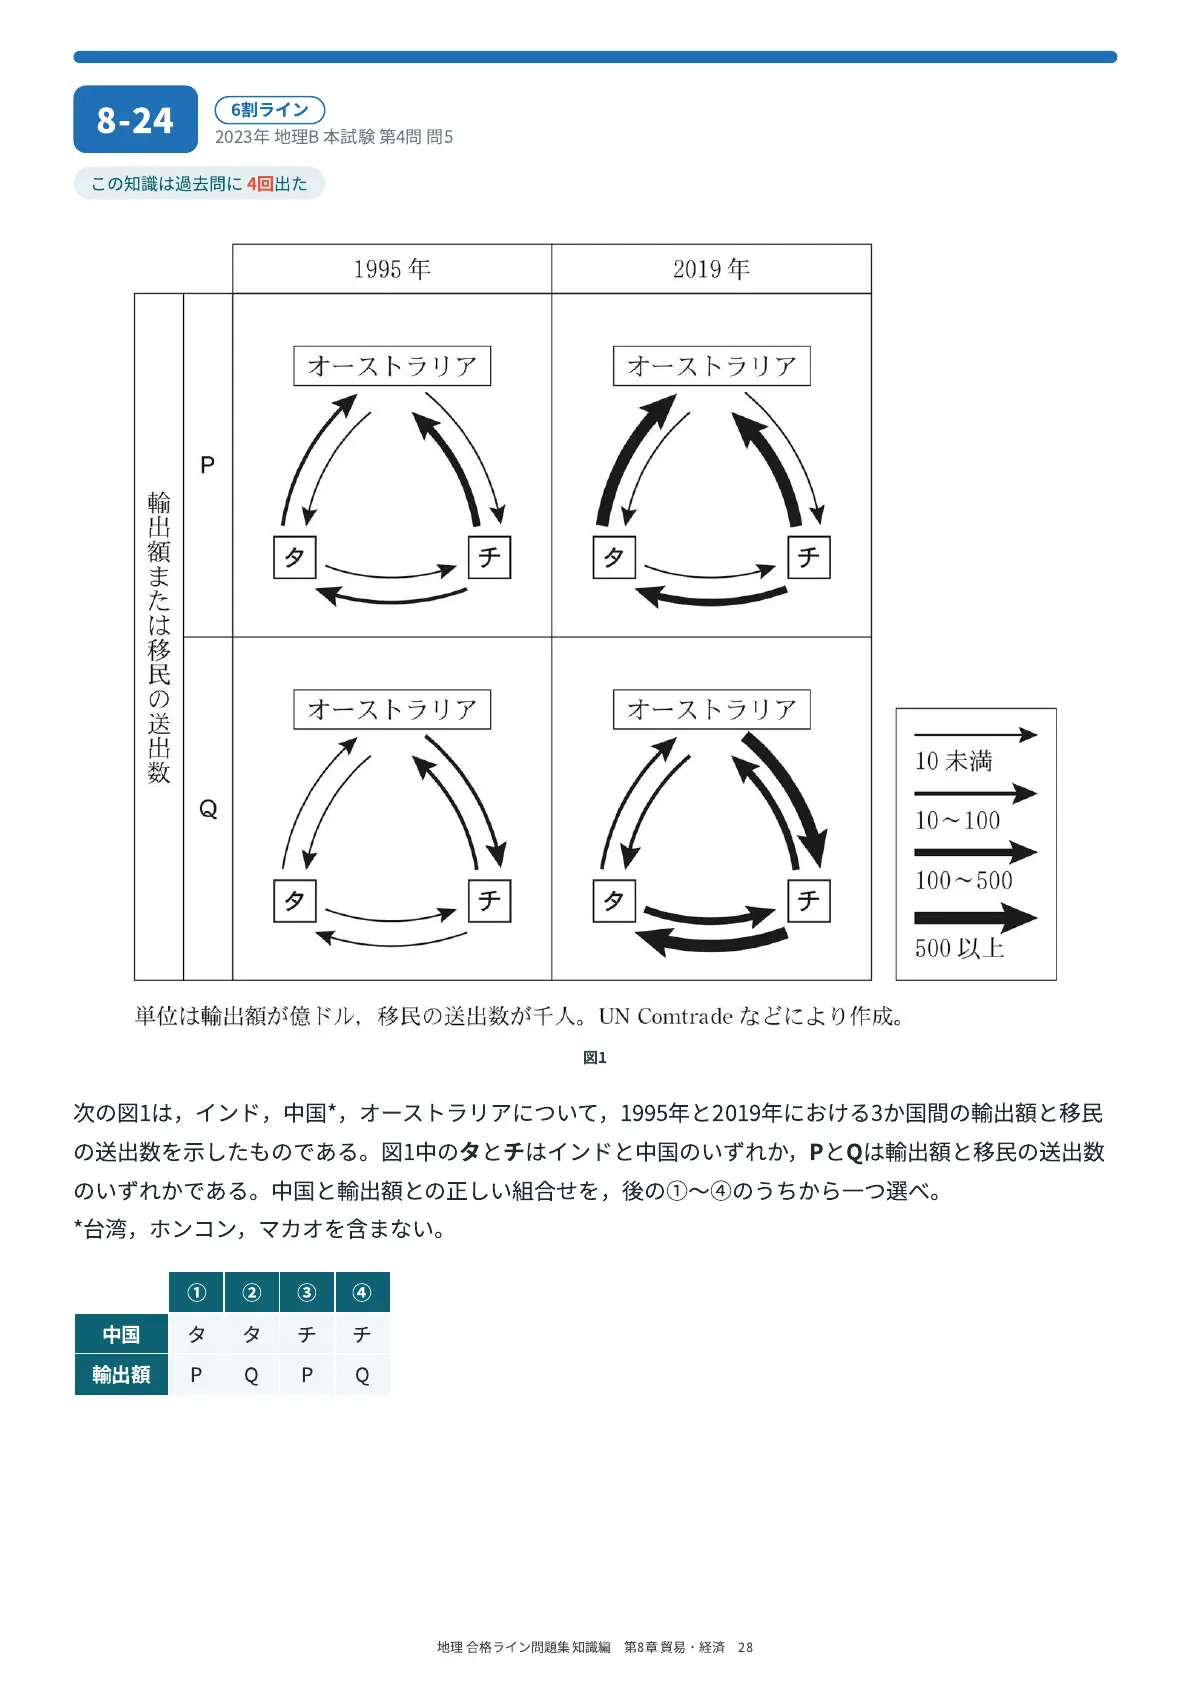 8-24
6割ライン
2023年 地理B 本試験 第4問 問5
この知識は過去問に 4回出た
1995年
2019年
輸出額または移民の送出数
P
オーストラリア
タ
チ
オーストラリア
タ
チ
Q
オーストラリア
タ
チ
オーストラリア
タ
チ
10 未満
10～100
100～500
500 以上
単位は輸出額が億ドル，移民の送出数が千人。UN Comtrade などにより作成。
図1
次の図1は，インド，中国*，オーストラリアについて，1995年と2019年における3か国間の輸出額と移民
の送出数を示したものである。図1中のタとチはインドと中国のいずれか，PとQは輸出額と移民の送出数
のいずれかである。中国と輸出額との正しい組合せを，後の①～④のうちから一つ選べ。
*台湾，ホンコン，マカオを含まない。
① ② ③ ④
中国 タ タ チ チ
輸出額 P Q P Q
地理 合格ライン問題集 知識編 第8章 貿易・経済 28